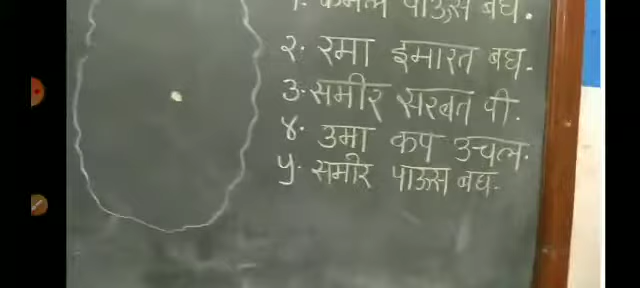 १. कमल पाऊस बघ.
२. रमा इमारत बघ.
३. समीर सरबत पी.
४. उमा कप उचल.
५. समीर पाऊस बघ.